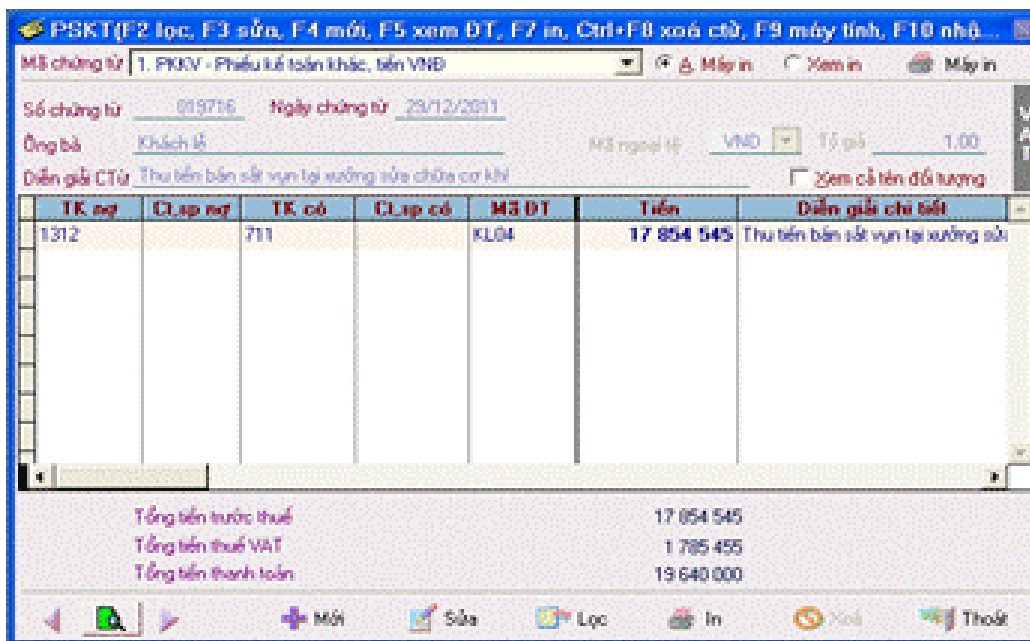 PSKT(F2 lọc, F3 sửa, F4 mới, F5 xem ĐT, F7 in, Ctrl+F8 xoá ctừ, F9 máy tính, F10 nhậ...
Mã chứng từ 1. PKKV - Phiếu kế toán khác, tiền VNĐ A. Máy in Xem in Máy in
Số chứng từ 019716 Ngày chứng từ 29/12/2011
Ông bà Khách lẻ Mã ngoại tệ VND Tỷ giá 1,00
Diễn giải CTừ Thu tiền bán sắt vụn tại xưởng sửa chữa cơ khí Xem cả tên đối tượng
TK nợ Ct.sp nợ TK có Ct.sp có Mã ĐT Tiền Diễn giải chi tiết
1312 711 KL04 17 854 545 Thu tiền bán sắt vụn tại xưởng sửa
Tổng tiền trước thuế 17 854 545
Tổng tiền thuế VAT 1 785 455
Tổng tiền thanh toán 19 640 000
Mới Sửa Lọc In Xoá Thoát